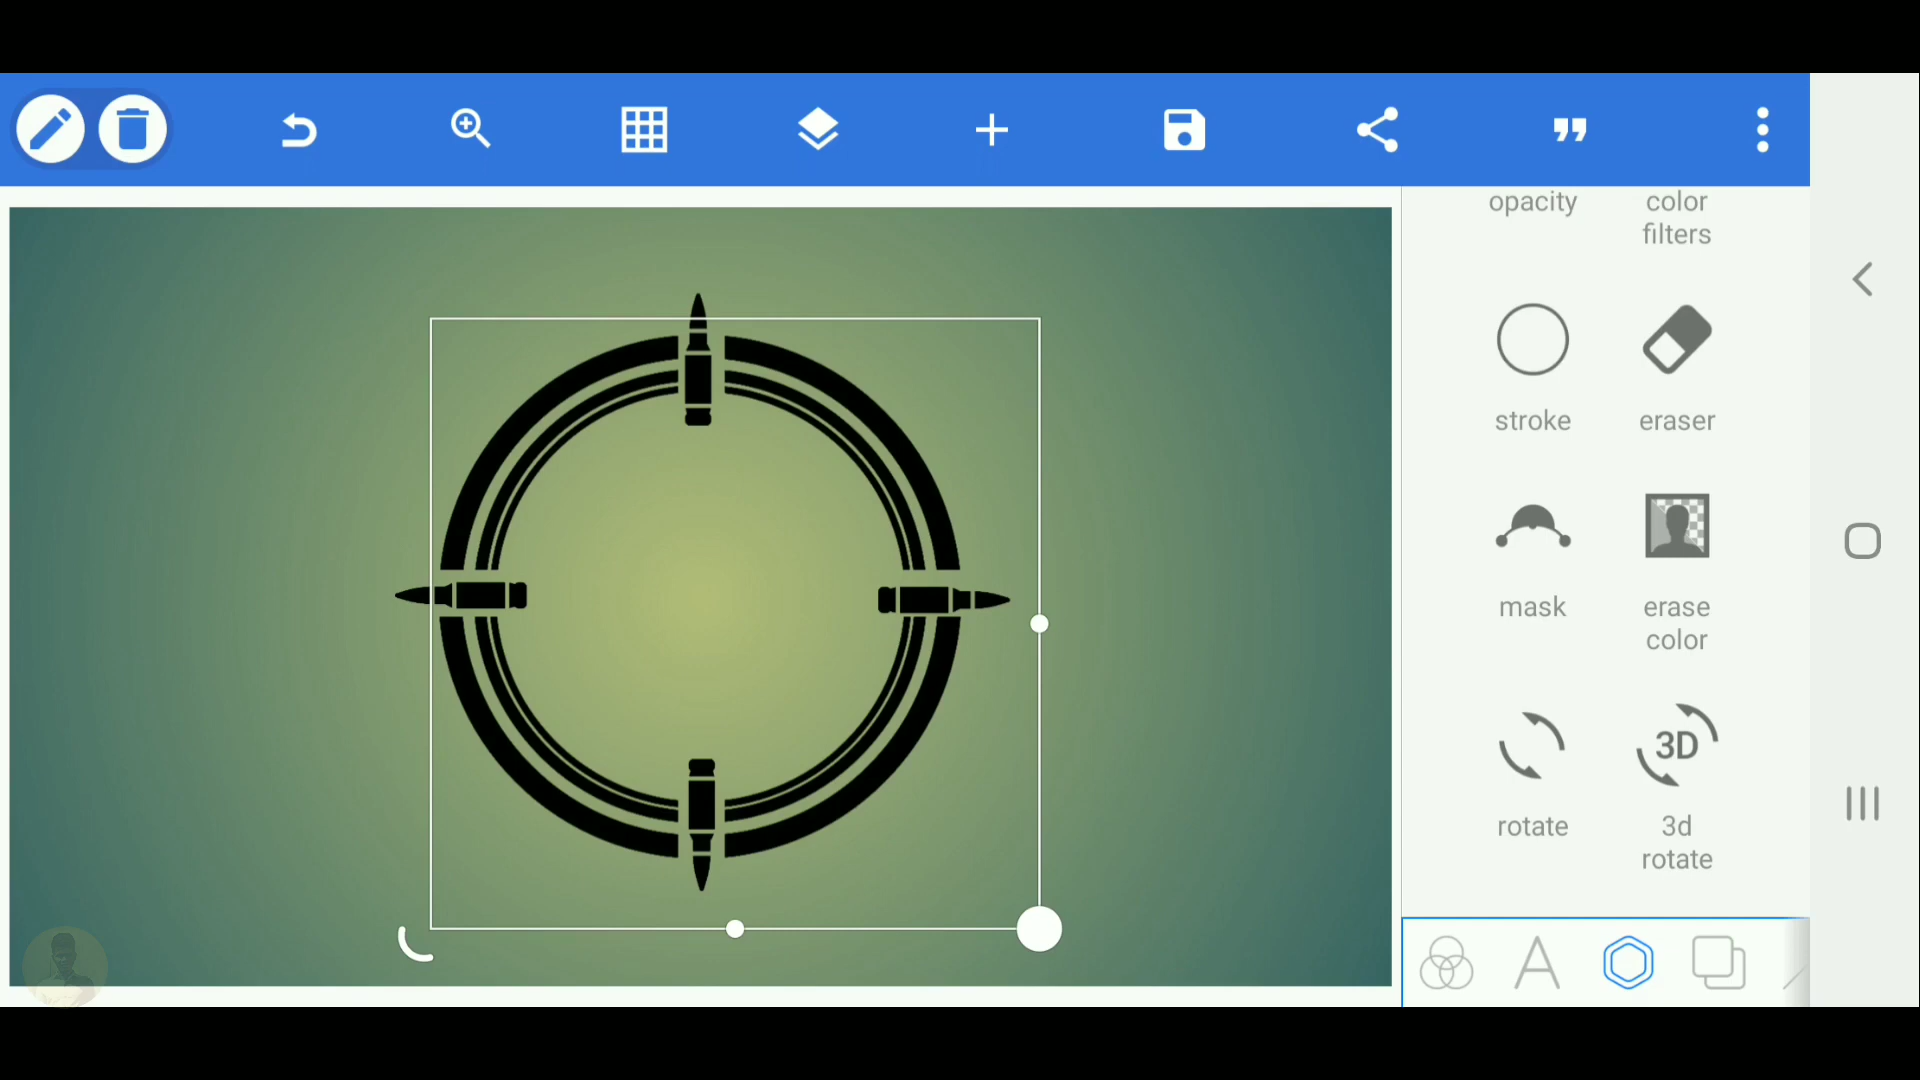 opacity
color
filters
stroke
eraser
mask
erase
color
3D
rotate
3d
rotate